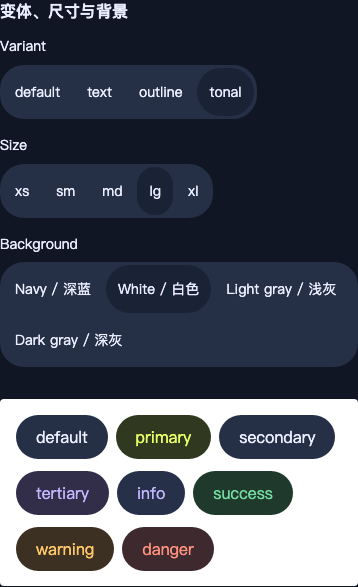 变体、尺寸与背景
Variant
default text outline tonal
Size
xs sm md lg xl
Background
Navy / 深蓝 White / 白色 Light gray / 浅灰
Dark gray / 深灰
default primary secondary
tertiary info success
warning danger